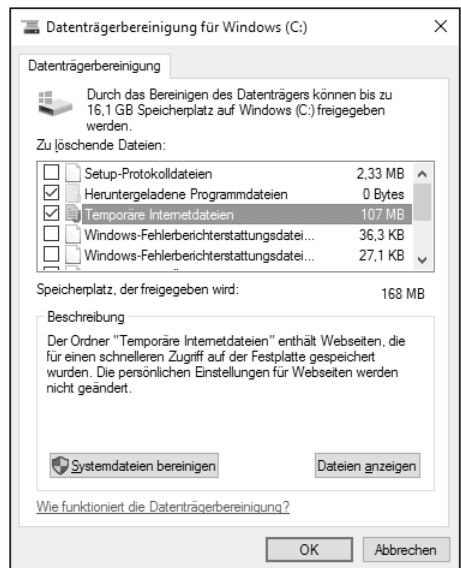 Datenträgerbereinigung für Windows (C:)
Datenträgerbereinigung
Durch das Bereinigen des Datenträgers können bis zu
16,1 GB Speicherplatz auf Windows (C:) freigegeben
werden.
Zu löschende Dateien:
Setup-Protokolldateien 2,33 MB
Heruntergeladene Programmdateien 0 Bytes
Temporäre Internetdateien 107 MB
Windows-Fehlerberichterstattungsdatei... 36,3 KB
Windows-Fehlerberichterstattungsdatei... 27,1 KB
Speicherplatz, der freigegeben wird: 168 MB
Beschreibung
Der Ordner "Temporäre Internetdateien" enthält Webseiten, die
für einen schnelleren Zugriff auf der Festplatte gespeichert
wurden. Die persönlichen Einstellungen für Webseiten werden
nicht geändert.
Systemdateien bereinigen Dateien anzeigen
Wie funktioniert die Datenträgerbereinigung?
OK Abbrechen